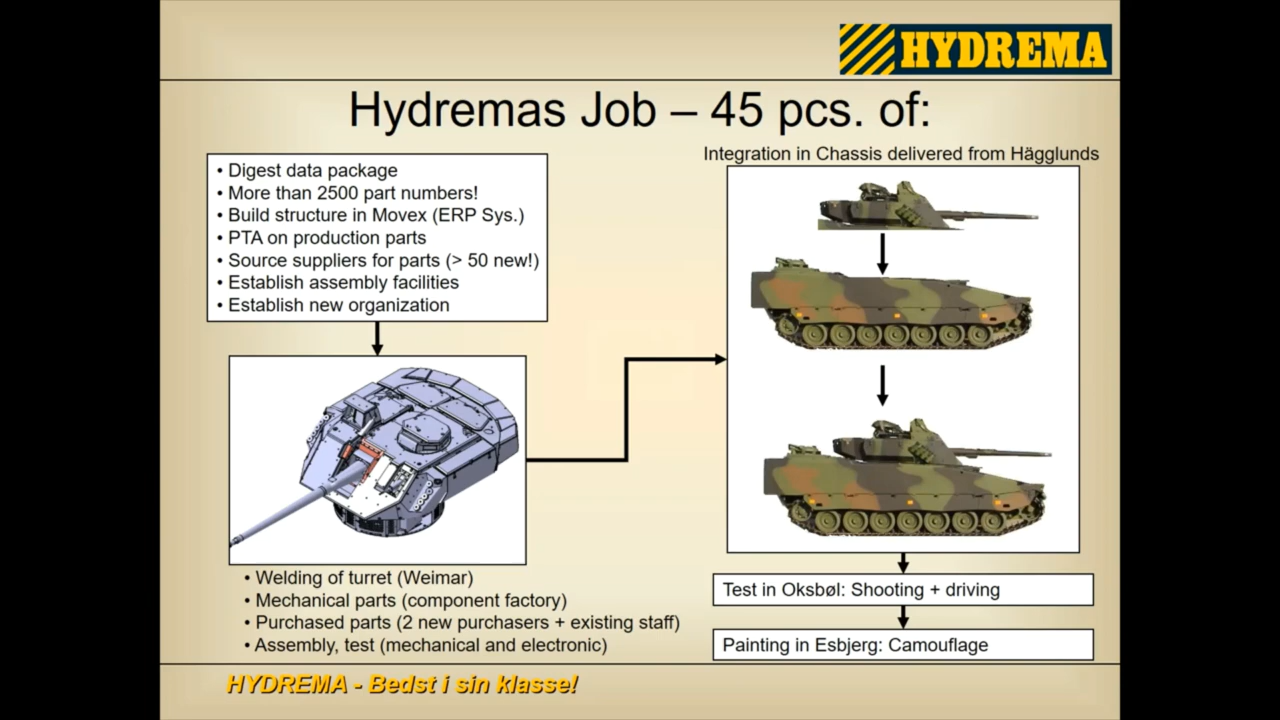 HYDREMA
Hydremas Job – 45 pcs. of:
• Digest data package
• More than 2500 part numbers!
• Build structure in Movex (ERP Sys.)
• PTA on production parts
• Source suppliers for parts (> 50 new!)
• Establish assembly facilities
• Establish new organization
• Welding of turret (Weimar)
• Mechanical parts (component factory)
• Purchased parts (2 new purchasers + existing staff)
• Assembly, test (mechanical and electronic)
Integration in Chassis delivered from Hägglunds
Test in Oksbøl: Shooting + driving
Painting in Esbjerg: Camouflage
HYDREMA - Bedst i sin klasse!